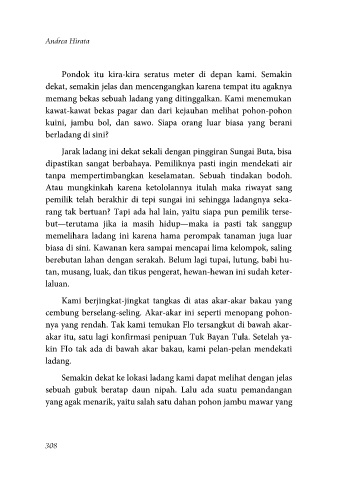 Andrea Hirata
Pondok itu kira-kira seratus meter di depan kami. Semakin
dekat, semakin jelas dan mencengangkan karena tempat itu agaknya
memang bekas sebuah ladang yang ditinggalkan. Kami menemukan
kawat-kawat bekas pagar dan dari kejauhan melihat pohon-pohon
kuini, jambu bol, dan sawo. Siapa orang luar biasa yang berani
berladang di sini?
Jarak ladang ini dekat sekali dengan pinggiran Sungai Buta, bisa
dipastikan sangat berbahaya. Pemiliknya pasti ingin mendekati air
tanpa mempertimbangkan keselamatan. Sebuah tindakan bodoh.
Atau mungkinkah karena ketololannya itulah maka riwayat sang
pemilik telah berakhir di tepi sungai ini sehingga ladangnya seka-
rang tak bertuan? Tapi ada hal lain, yaitu siapa pun pemilik terse-
but—terutama jika ia masih hidup—maka ia pasti tak sanggup
memelihara ladang ini karena hama perompak tanaman juga luar
biasa di sini. Kawanan kera sampai mencapai lima kelompok, saling
berebutan lahan dengan serakah. Belum lagi tupai, lutung, babi hu-
tan, musang, luak, dan tikus pengerat, hewan-hewan ini sudah keter-
laluan.
Kami berjingkat-jingkat tangkas di atas akar-akar bakau yang
cembung berselang-seling. Akar-akar ini seperti menopang pohon-
nya yang rendah. Tak kami temukan Flo tersangkut di bawah akar-
akar itu, satu lagi konfirmasi penipuan Tuk Bayan Tula. Setelah ya-
kin Flo tak ada di bawah akar bakau, kami pelan-pelan mendekati
ladang.
Semakin dekat ke lokasi ladang kami dapat melihat dengan jelas
sebuah gubuk beratap daun nipah. Lalu ada suatu pemandangan
yang agak menarik, yaitu salah satu dahan pohon jambu mawar yang
308